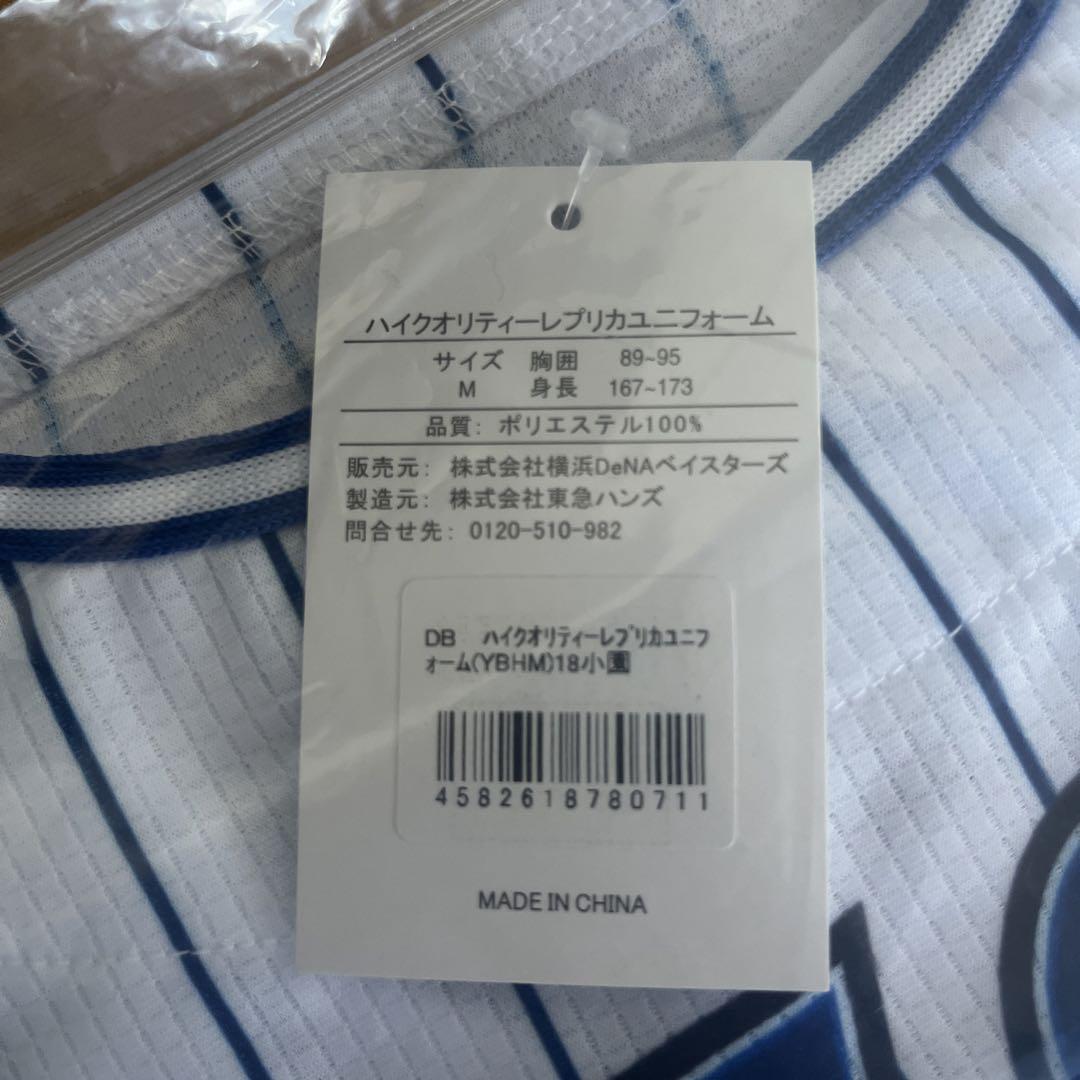 ハイクオリティーレプリカユニフォーム
サイズ 胸囲 89~95
M 身長 167~173
品質: ポリエステル100%
販売元: 株式会社横浜DeNAベイスターズ
製造元: 株式会社東急ハンズ
問合せ先: 0120-510-982
DB ハイクオリティーレプリカユニフ
ォーム(YBHM)18小園
4582618780711
MADE IN CHINA